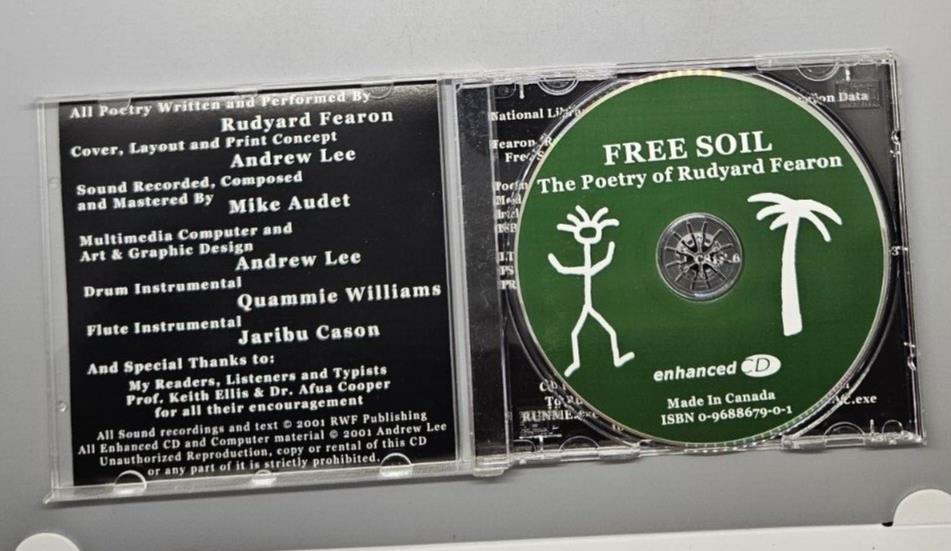 All Poetry Written and Performed By
Rudyard Fearon
Cover, Layout and Print Concept
Andrew Lee
Sound Recorded, Composed
and Mastered By
Mike Audet
Multimedia Computer and
Art & Graphic Design
Andrew Lee
Drum Instrumental
Quammie Williams
Flute Instrumental
Jaribu Cason
And Special Thanks to:
My Readers, Listeners and Typists
Prof. Keith Ellis & Dr. Afua Cooper
for all their encouragement
All Sound recordings and text © 2001 RWF Publishing
All Enhanced CD and Computer material © 2001 Andrew Lee
Unauthorized Reproduction, copy or rental of this CD
or any part of it is strictly prohibited.
National
Data
Fearon
FREE SOIL
The Poetry of Rudyard Fearon
enhanced CD
Made In Canada
ISBN 0-9688679-0-1